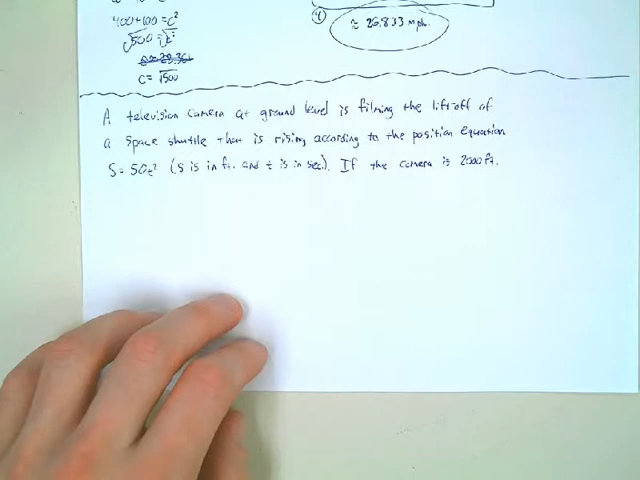 400+100=c²
√500=√c²
c=√500
④ ≈ 26.833 mph.
A television camera at ground level is filming the liftoff of
a space shuttle that is rising according to the position equation
S=50t² (s is in ft. and t is in sec.). If the camera is 2000 ft.